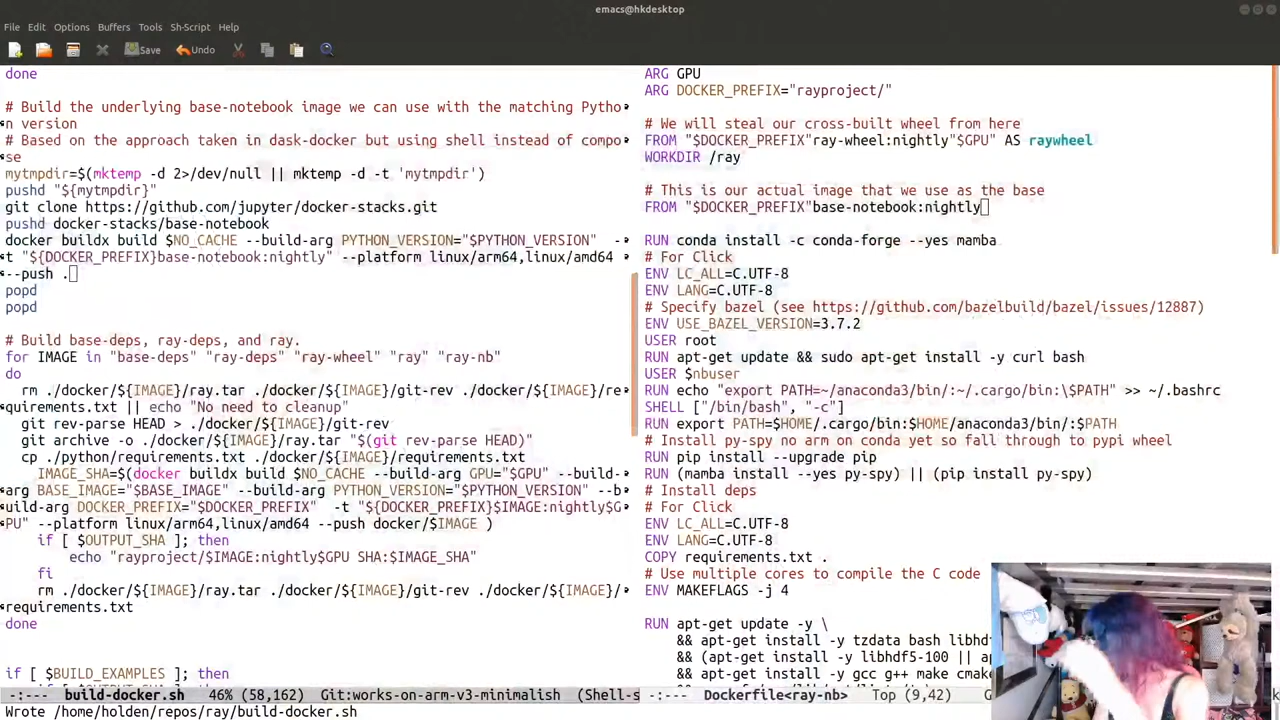 emacs@hkdesktop
File Edit Options Buffers Tools Sh-Script Help
Save Undo
done
# Build the underlying base-notebook image we can use with the matching Pytho
n version
# Based on the approach taken in dask-docker but using shell instead of compo
se
mytmpdir=$(mktemp -d 2>/dev/null || mktemp -d -t 'mytmpdir')
pushd "${mytmpdir}"
git clone https://github.com/jupyter/docker-stacks.git
pushd docker-stacks/base-notebook
docker buildx build $NO_CACHE --build-arg PYTHON_VERSION="$PYTHON_VERSION" -
t "${DOCKER_PREFIX}base-notebook:nightly" --platform linux/arm64,linux/amd64
--push .
popd
popd
# Build base-deps, ray-deps, and ray.
for IMAGE in "base-deps" "ray-deps" "ray-wheel" "ray" "ray-nb"
do
rm ./docker/${IMAGE}/ray.tar ./docker/${IMAGE}/git-rev ./docker/${IMAGE}/re
quirements.txt || echo "No need to cleanup"
git rev-parse HEAD > ./docker/${IMAGE}/git-rev
git archive -o ./docker/${IMAGE}/ray.tar "$(git rev-parse HEAD)"
cp ./python/requirements.txt ./docker/${IMAGE}/requirements.txt
IMAGE_SHA=$(docker buildx build $NO_CACHE --build-arg GPU="$GPU" --build-
arg BASE_IMAGE="$BASE_IMAGE" --build-arg PYTHON_VERSION="$PYTHON_VERSION" --b
uild-arg DOCKER_PREFIX="$DOCKER_PREFIX" -t "${DOCKER_PREFIX}$IMAGE:nightly$G
PU" --platform linux/arm64,linux/amd64 --push docker/$IMAGE )
if [ $OUTPUT_SHA ]; then
echo "rayproject/$IMAGE:nightly$GPU SHA:$IMAGE_SHA"
fi
rm ./docker/${IMAGE}/ray.tar ./docker/${IMAGE}/git-rev ./docker/${IMAGE}/
requirements.txt
done
if [ $BUILD_EXAMPLES ]; then
-:--- build-docker.sh 46% (58,162) Git:works-on-arm-v3-minimalish (Shell-s
Wrote /home/holden/repos/ray/build-docker.sh
ARG GPU
ARG DOCKER_PREFIX="rayproject/"
# We will steal our cross-built wheel from here
FROM "$DOCKER_PREFIX"ray-wheel:nightly"$GPU" AS raywheel
WORKDIR /ray
# This is our actual image that we use as the base
FROM "$DOCKER_PREFIX"base-notebook:nightly
RUN conda install -c conda-forge --yes mamba
# For Click
ENV LC_ALL=C.UTF-8
ENV LANG=C.UTF-8
# Specify bazel (see https://github.com/bazelbuild/bazel/issues/12887)
ENV USE_BAZEL_VERSION=3.7.2
USER root
RUN apt-get update && sudo apt-get install -y curl bash
USER $nbuser
RUN echo "export PATH=~/anaconda3/bin/:~/.cargo/bin:\$PATH" >> ~/.bashrc
SHELL ["/bin/bash", "-c"]
RUN export PATH=$HOME/.cargo/bin:$HOME/anaconda3/bin/:$PATH
# Install py-spy no arm on conda yet so fall through to pypi wheel
RUN pip install --upgrade pip
RUN (mamba install --yes py-spy) || (pip install py-spy)
# Install deps
# For Click
ENV LC_ALL=C.UTF-8
ENV LANG=C.UTF-8
COPY requirements.txt .
# Use multiple cores to compile the C code
ENV MAKEFLAGS -j 4
RUN apt-get update -y \
&& apt-get install -y tzdata bash libhd
&& (apt-get install -y libhdf5-100 || ap
&& apt-get install -y gcc g++ make cmake
-:--- Dockerfile<ray-nb> Top (9,42)